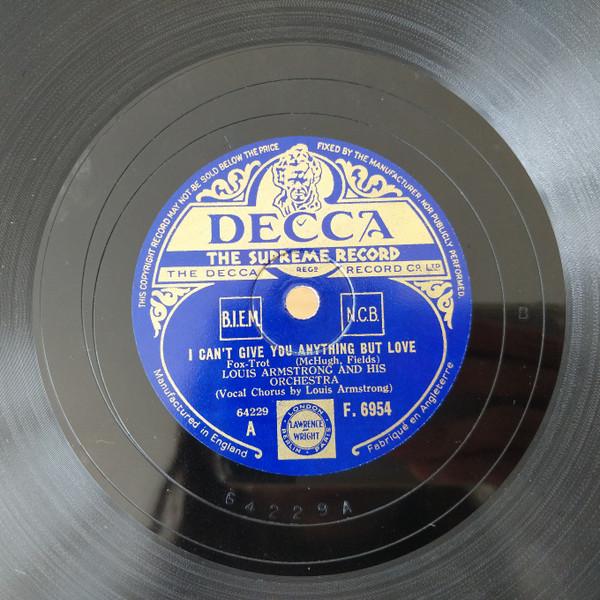 THIS COPYRIGHT RECORD MAY NOT BE SOLD BELOW THE PRICE FIXED BY THE MANUFACTURER, NOR PUBLICLY PERFORMED.
DECCA
THE SUPREME RECORD
THE DECCA REGD RECORD CO. LTD
B.I.E.M. N.C.B.
I CAN'T GIVE YOU ANYTHING BUT LOVE
Fox-Trot (McHugh, Fields)
LOUIS ARMSTRONG AND HIS
ORCHESTRA
(Vocal Chorus by Louis Armstrong)
64229
A
LONDON
LAWRENCE
WRIGHT
BERLIN · PARIS
F. 6954
Manufactured in England
Fabriqué en Angleterre
64229A
B